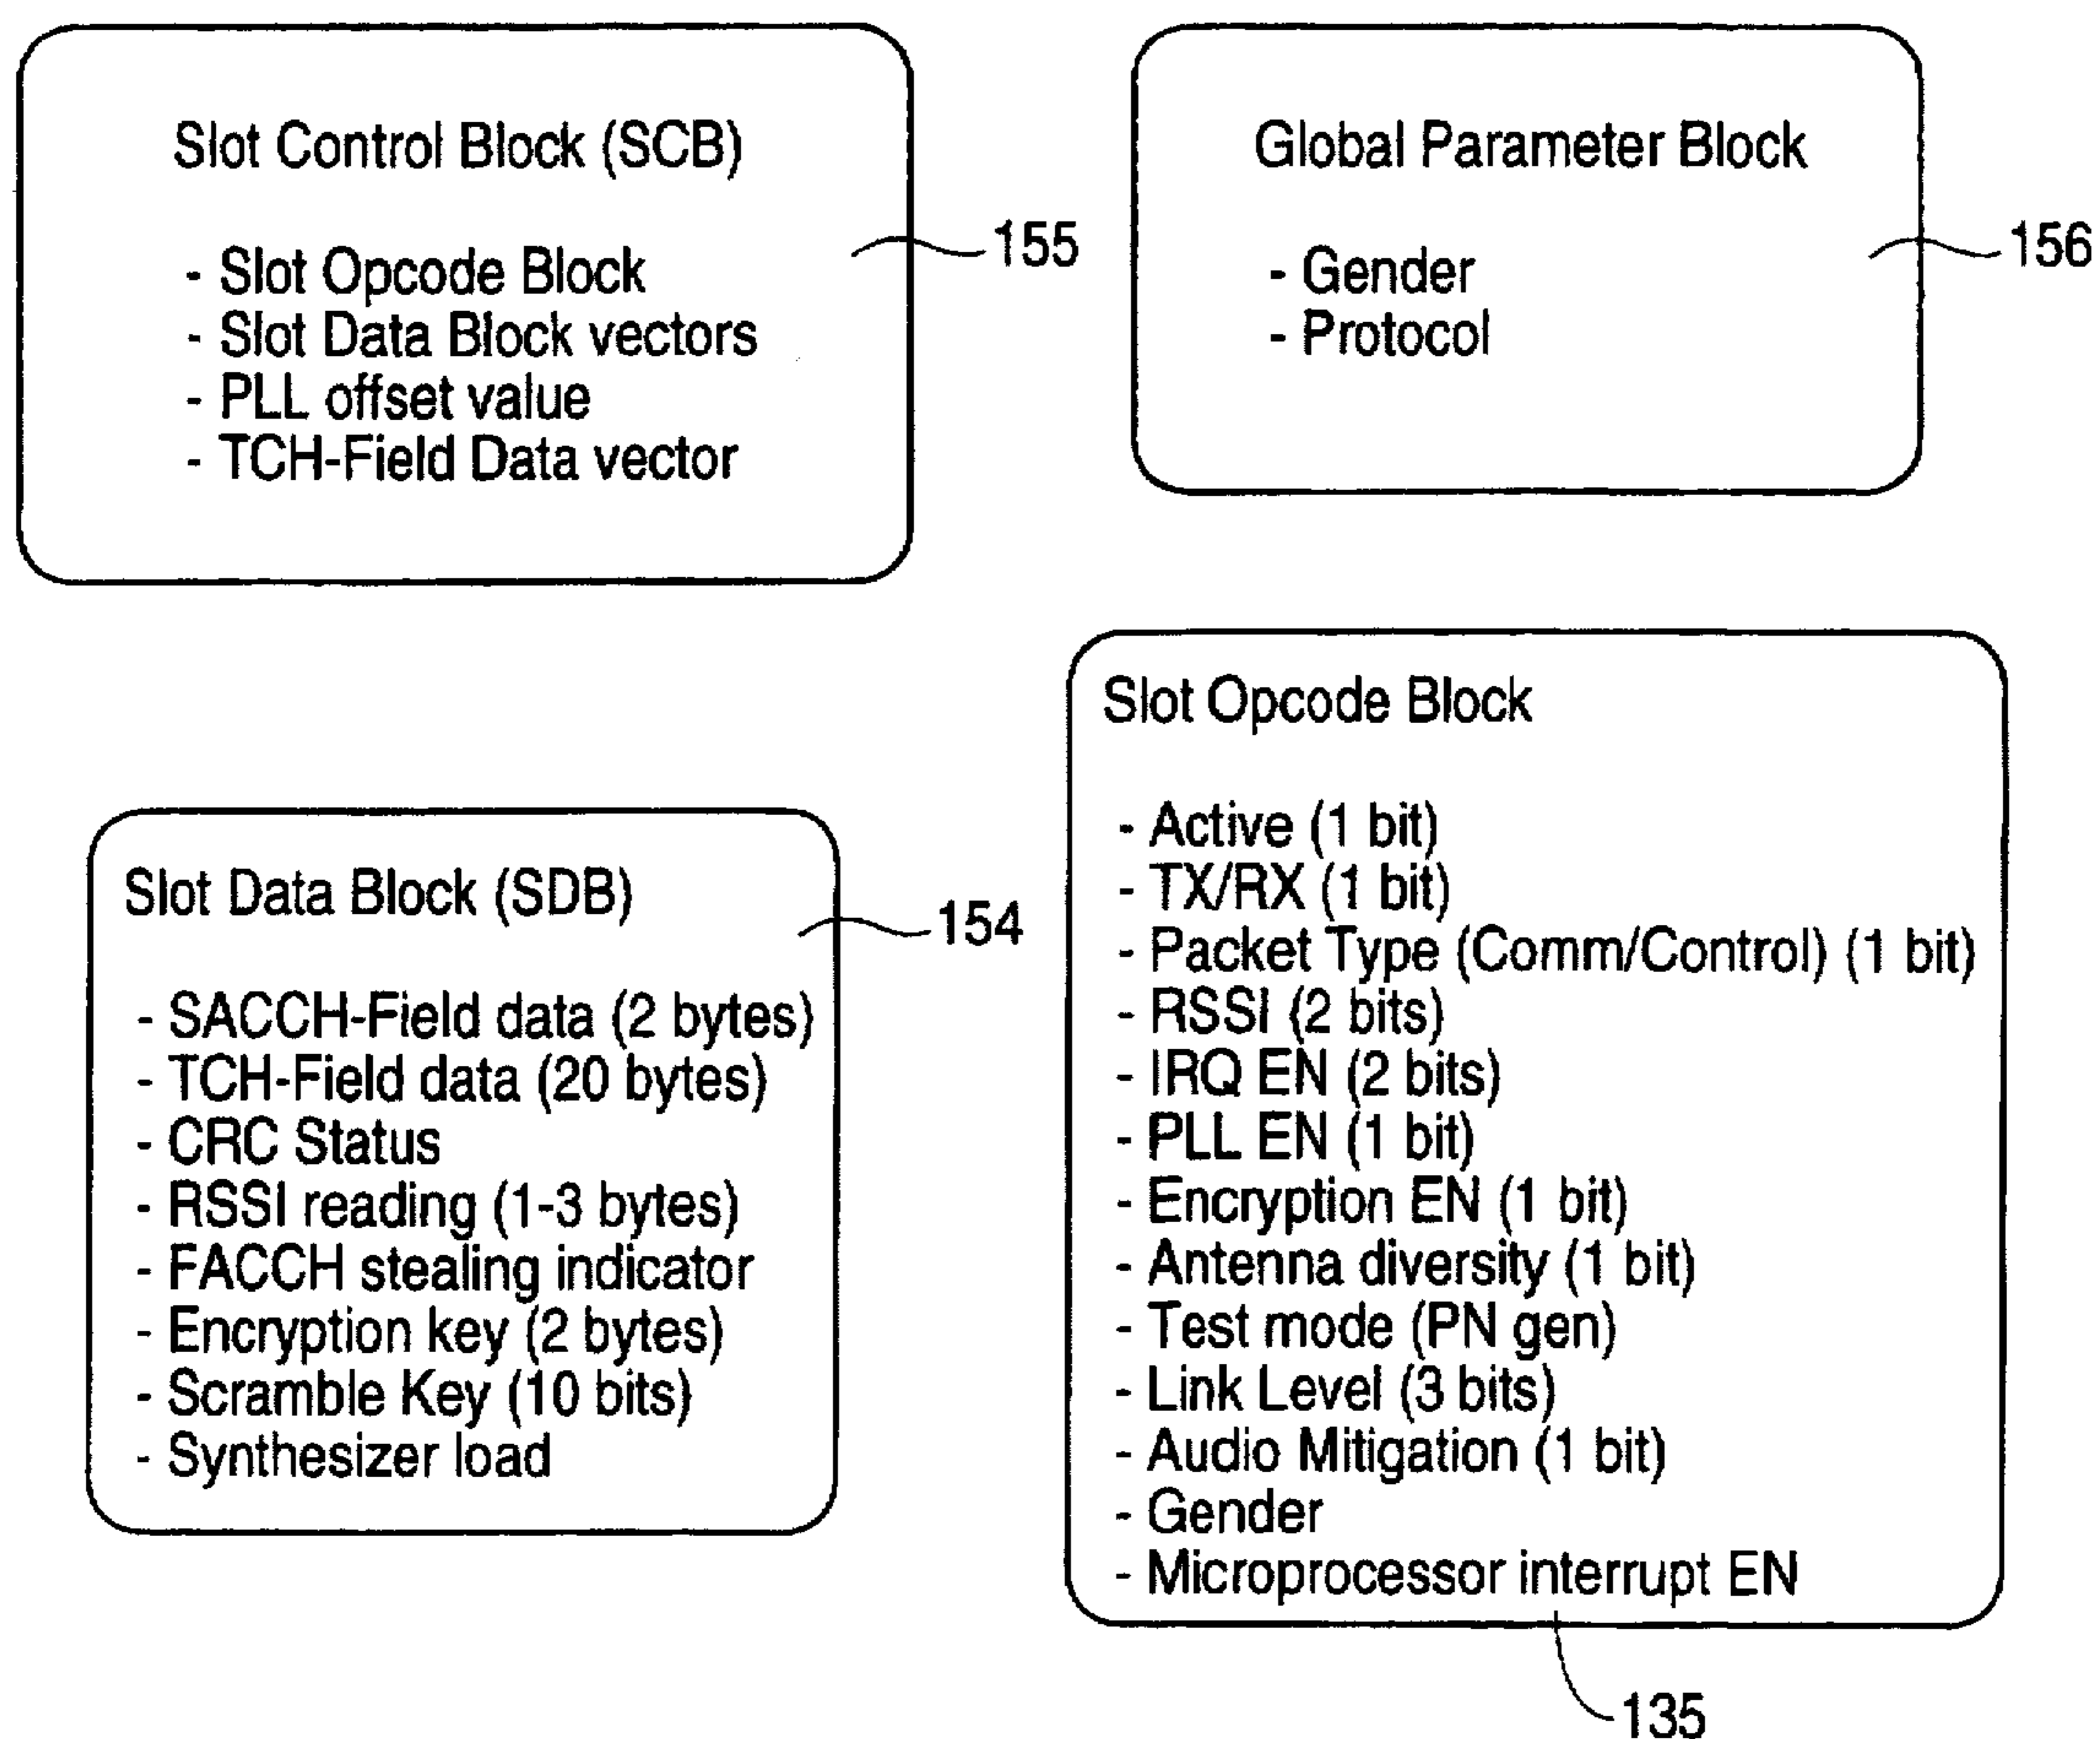 Slot Control Block (SCB)
- Slot Opcode Block
- Slot Data Block vectors
- PLL offset value
- TCH-Field Data vector
155
Global Parameter Block
- Gender
- Protocol
156
Slot Data Block (SDB)
- SACCH-Field data (2 bytes)
- TCH-Field data (20 bytes)
- CRC Status
- RSSI reading (1-3 bytes)
- FACCH stealing indicator
- Encryption key (2 bytes)
- Scramble Key (10 bits)
- Synthesizer load
154
Slot Opcode Block
- Active (1 bit)
- TX/RX (1 bit)
- Packet Type (Comm/Control) (1 bit)
- RSSI (2 bits)
- IRQ EN (2 bits)
- PLL EN (1 bit)
- Encryption EN (1 bit)
- Antenna diversity (1 bit)
- Test mode (PN gen)
- Link Level (3 bits)
- Audio Mitigation (1 bit)
- Gender
- Microprocessor interrupt EN
135